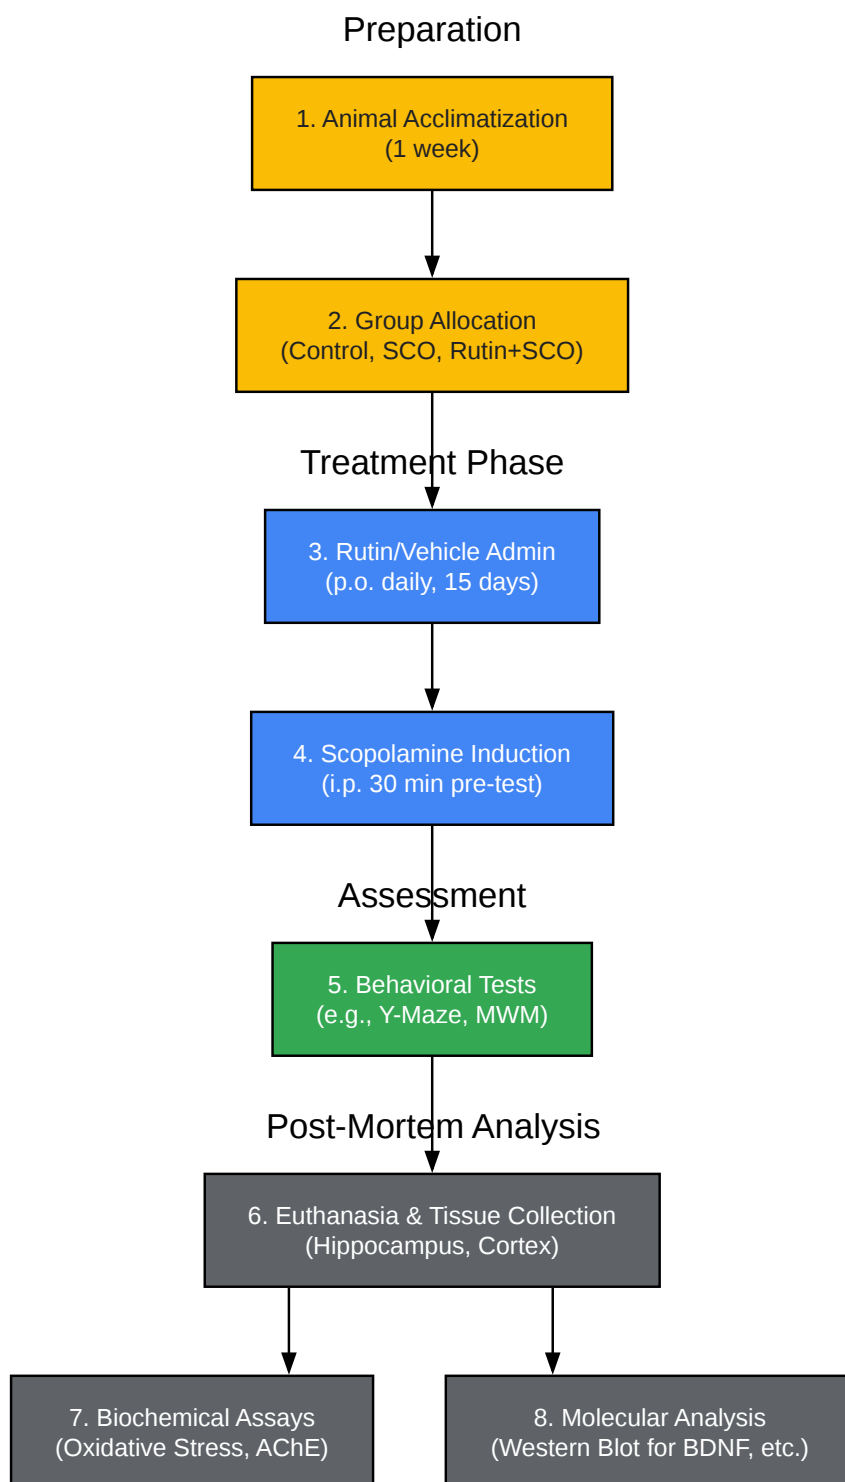 Preparation
1. Animal Acclimatization
(1 week)
2. Group Allocation
(Control, SCO, Rutin+SCO)
Treatment Phase
3. Rutin/Vehicle Admin
(p.o. daily, 15 days)
4. Scopolamine Induction
(i.p. 30 min pre-test)
Assessment
5. Behavioral Tests
(e.g., Y-Maze, MWM)
Post-Mortem Analysis
6. Euthanasia & Tissue Collection
(Hippocampus, Cortex)
7. Biochemical Assays
(Oxidative Stress, AChE)
8. Molecular Analysis
(Western Blot for BDNF, etc.)